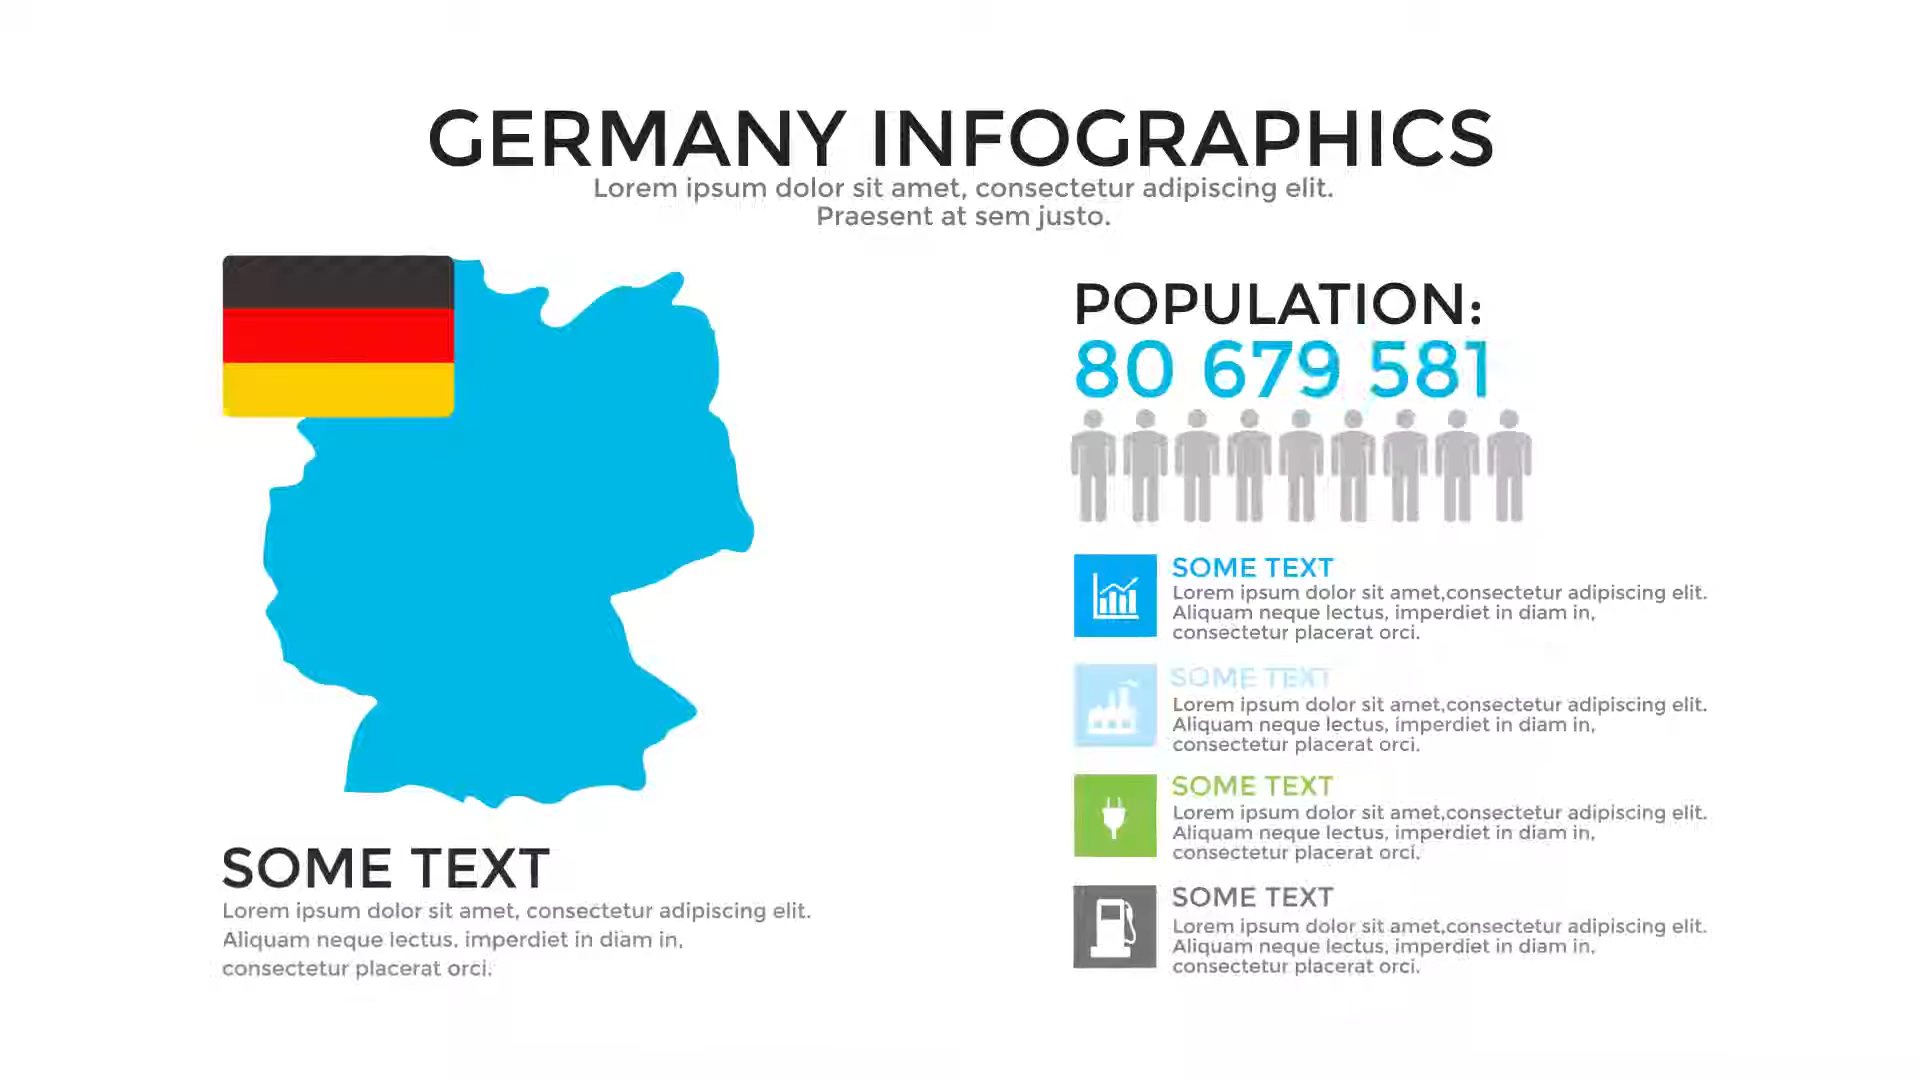 GERMANY INFOGRAPHICS
Lorem ipsum dolor sit amet, consectetur adipiscing elit.
Praesent at sem justo.
POPULATION:
80 679 581
SOME TEXT
Lorem ipsum dolor sit amet,consectetur adipiscing elit.
Aliquam neque lectus, imperdiet in diam in,
consectetur placerat orci.
SOME TEXT
Lorem ipsum dolor sit amet,consectetur adipiscing elit.
Aliquam neque lectus, imperdiet in diam in,
consectetur placerat orci.
SOME TEXT
Lorem ipsum dolor sit amet,consectetur adipiscing elit.
Aliquam neque lectus, imperdiet in diam in,
consectetur placerat orci.
SOME TEXT
Lorem ipsum dolor sit amet,consectetur adipiscing elit.
Aliquam neque lectus, imperdiet in diam in,
consectetur placerat orci.
SOME TEXT
Lorem ipsum dolor sit amet, consectetur adipiscing elit.
Aliquam neque lectus, imperdiet in diam in,
consectetur placerat orci.